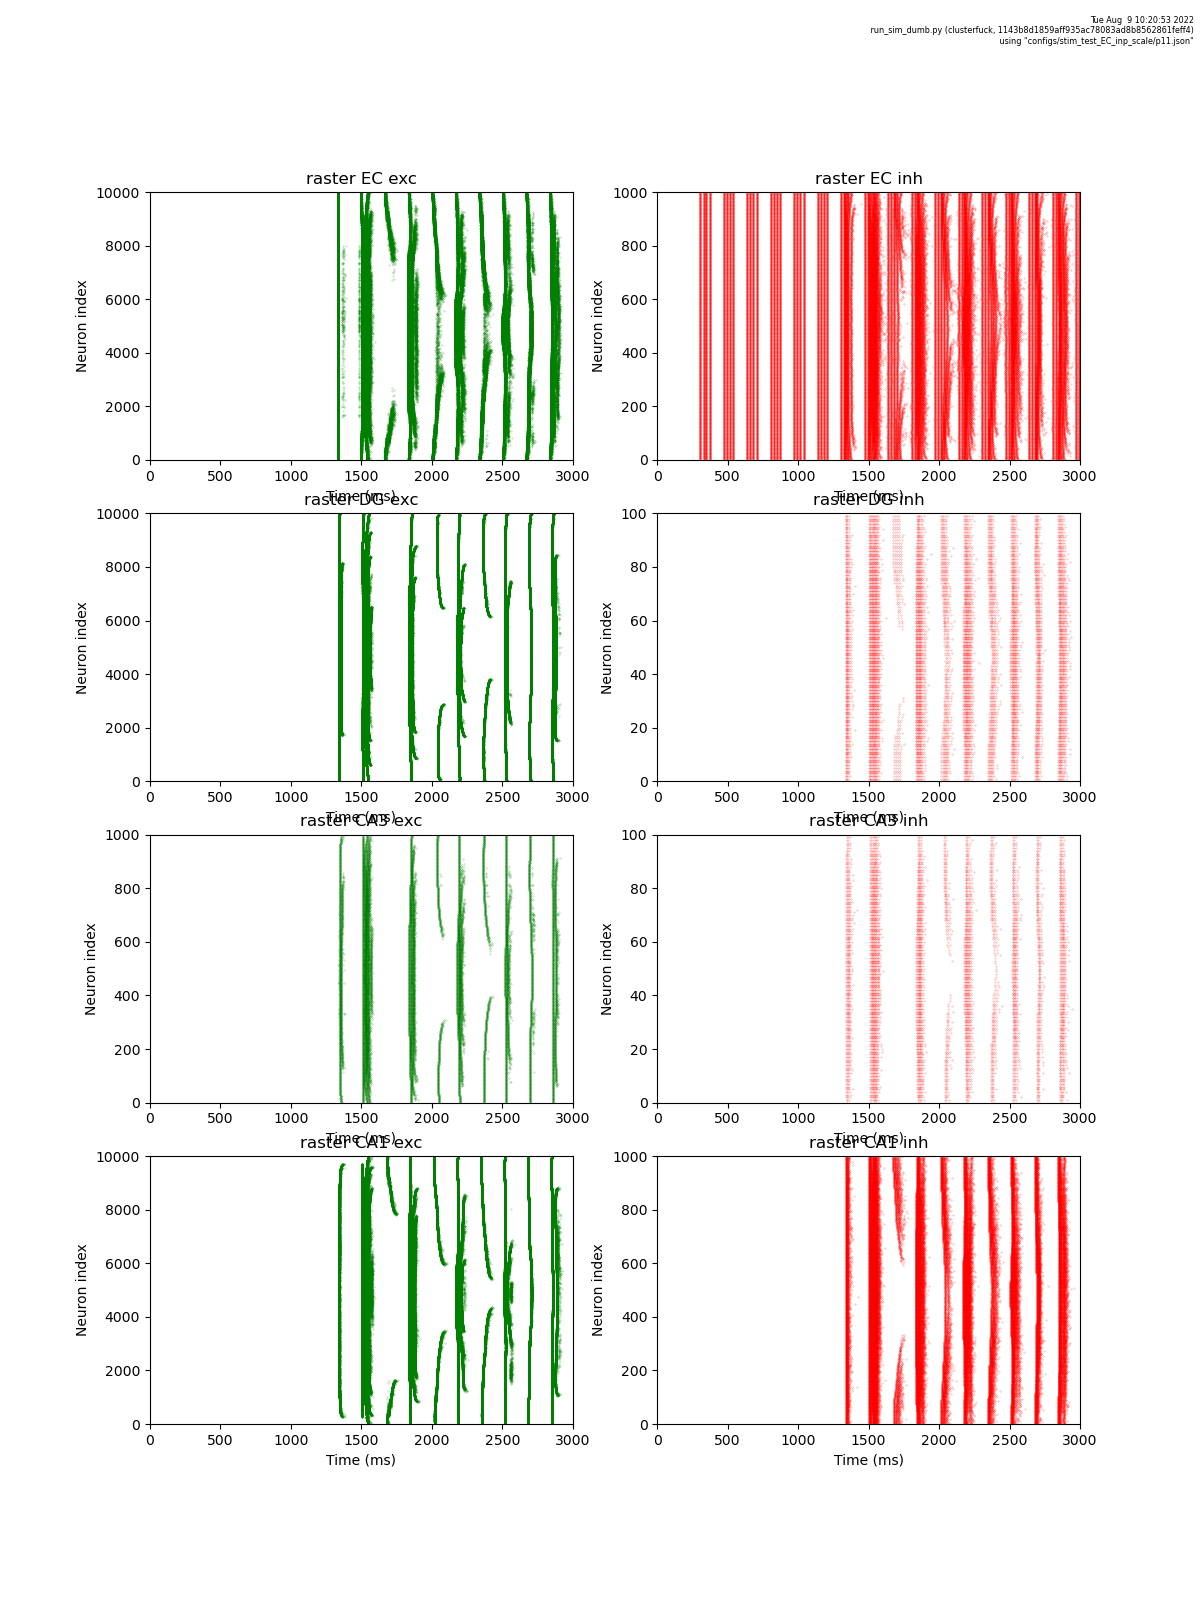 Tue Aug  9 10:20:53 2022
run_sim_dumb.py (clusterfuck, 1143b8d1859aff935ac78083ad8b8562861feff4)
using "configs/stim_test_EC_inp_scale/p11.json"
raster EC exc
raster EC inh
Neuron index
10000
8000
6000
4000
2000
0
0 500 1000 1500 2000 2500 3000
Time (ms)
Neuron index
1000
800
600
400
200
0
0 500 1000 1500 2000 2500 3000
Time (ms)
raster DG exc
raster DG inh
Neuron index
10000
8000
6000
4000
2000
0
0 500 1000 1500 2000 2500 3000
Time (ms)
Neuron index
100
80
60
40
20
0
0 500 1000 1500 2000 2500 3000
Time (ms)
raster CA3 exc
raster CA3 inh
Neuron index
1000
800
600
400
200
0
0 500 1000 1500 2000 2500 3000
Time (ms)
Neuron index
100
80
60
40
20
0
0 500 1000 1500 2000 2500 3000
Time (ms)
raster CA1 exc
raster CA1 inh
Neuron index
10000
8000
6000
4000
2000
0
0 500 1000 1500 2000 2500 3000
Time (ms)
Neuron index
1000
800
600
400
200
0
0 500 1000 1500 2000 2500 3000
Time (ms)